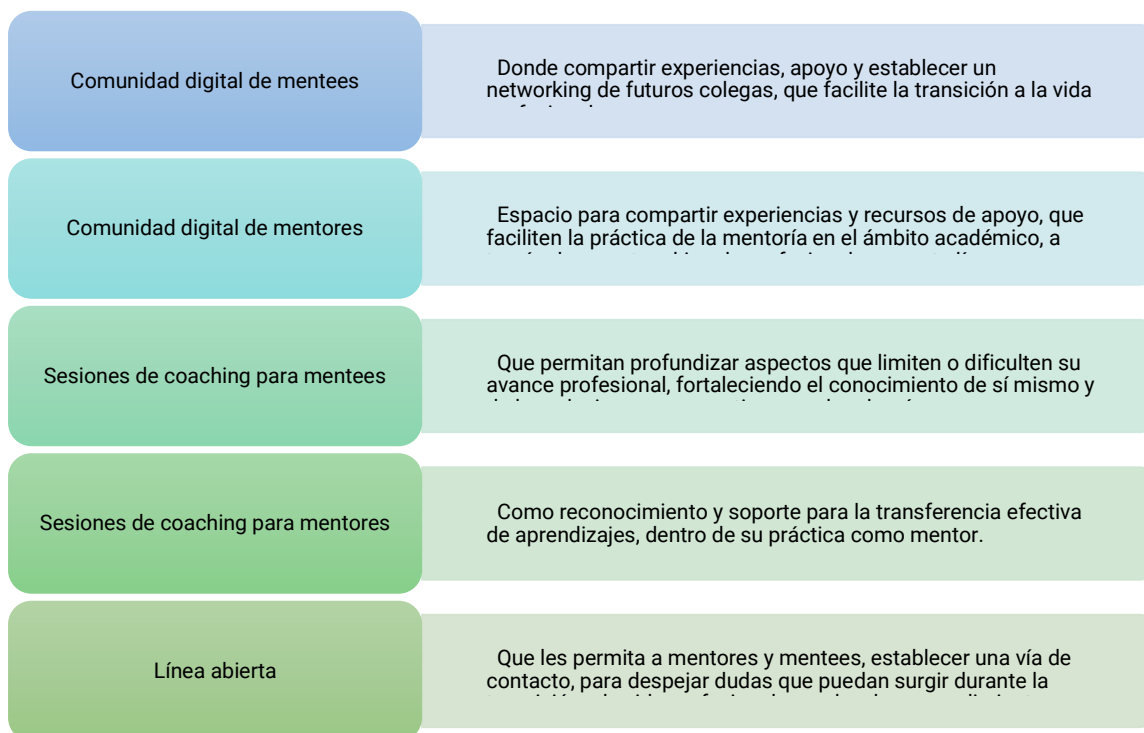 Comunidad digital de mentees
Donde compartir experiencias, apoyo y establecer un
networking de futuros colegas, que facilite la transición a la vida
Comunidad digital de mentores
Espacio para compartir experiencias y recursos de apoyo, que
faciliten la práctica de la mentoría en el ámbito académico, a
Sesiones de coaching para mentees
Que permitan profundizar aspectos que limiten o dificulten su
avance profesional, fortaleciendo el conocimiento de sí mismo y
Sesiones de coaching para mentores
Como reconocimiento y soporte para la transferencia efectiva
de aprendizajes, dentro de su práctica como mentor.
Línea abierta
Que les permita a mentores y mentees, establecer una vía de
contacto, para despejar dudas que puedan surgir durante la